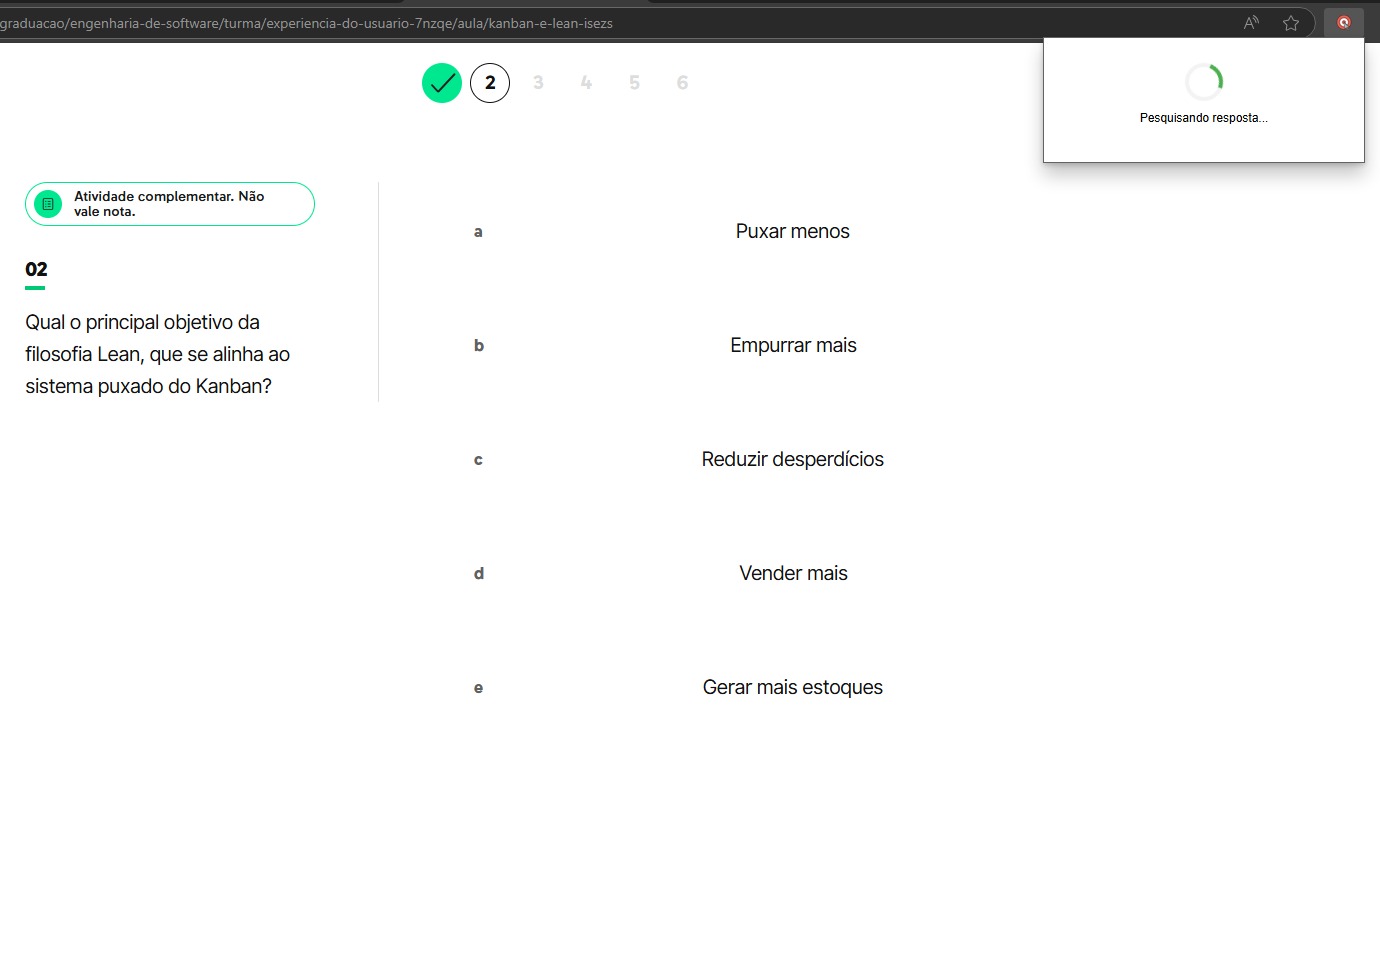 graduacao/engenharia-de-software/turma/experiencia-do-usuario-7nzqe/aula/kanban-e-lean-isezs
2 3 4 5 6
Pesquisando resposta...
Atividade complementar. Não
vale nota.
02
Qual o principal objetivo da
filosofia Lean, que se alinha ao
sistema puxado do Kanban?
a Puxar menos
b Empurrar mais
c Reduzir desperdícios
d Vender mais
e Gerar mais estoques